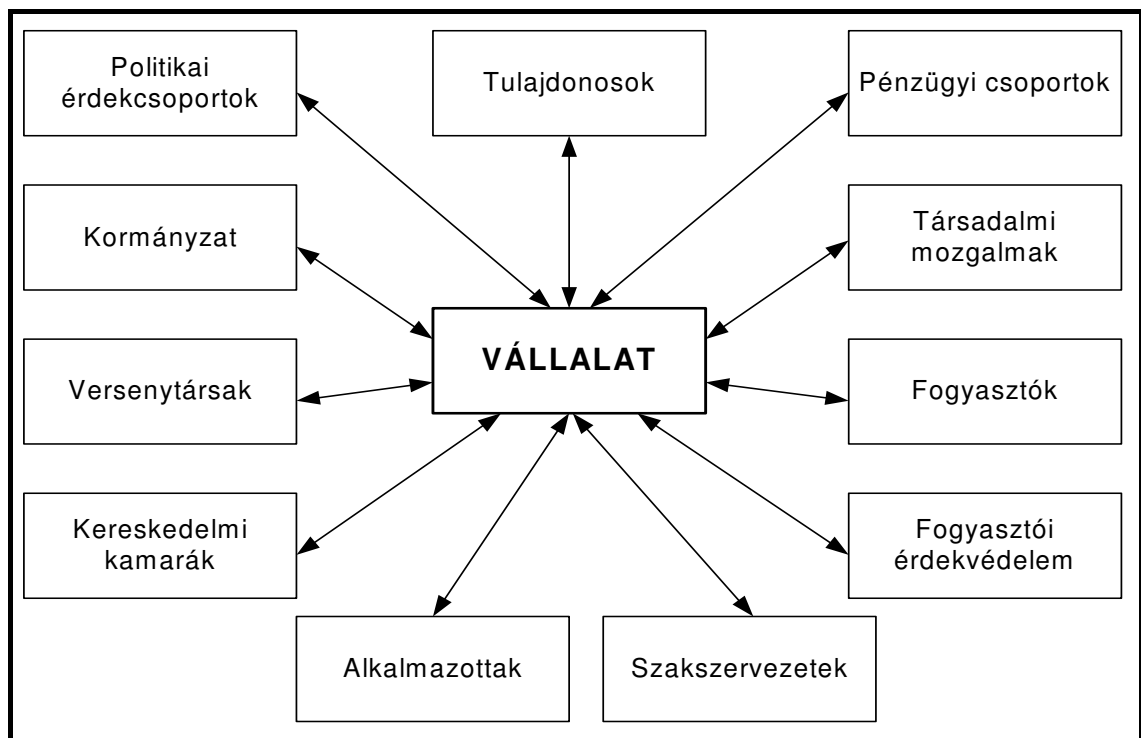 Politikai
érdekcsoportok
Tulajdonosok
Pénzügyi csoportok
Kormányzat
Társadalmi
mozgalmak
VÁLLALAT
Versenytársak
Fogyasztók
Kereskedelmi
kamarák
Fogyasztói
érdekvédelem
Alkalmazottak
Szakszervezetek